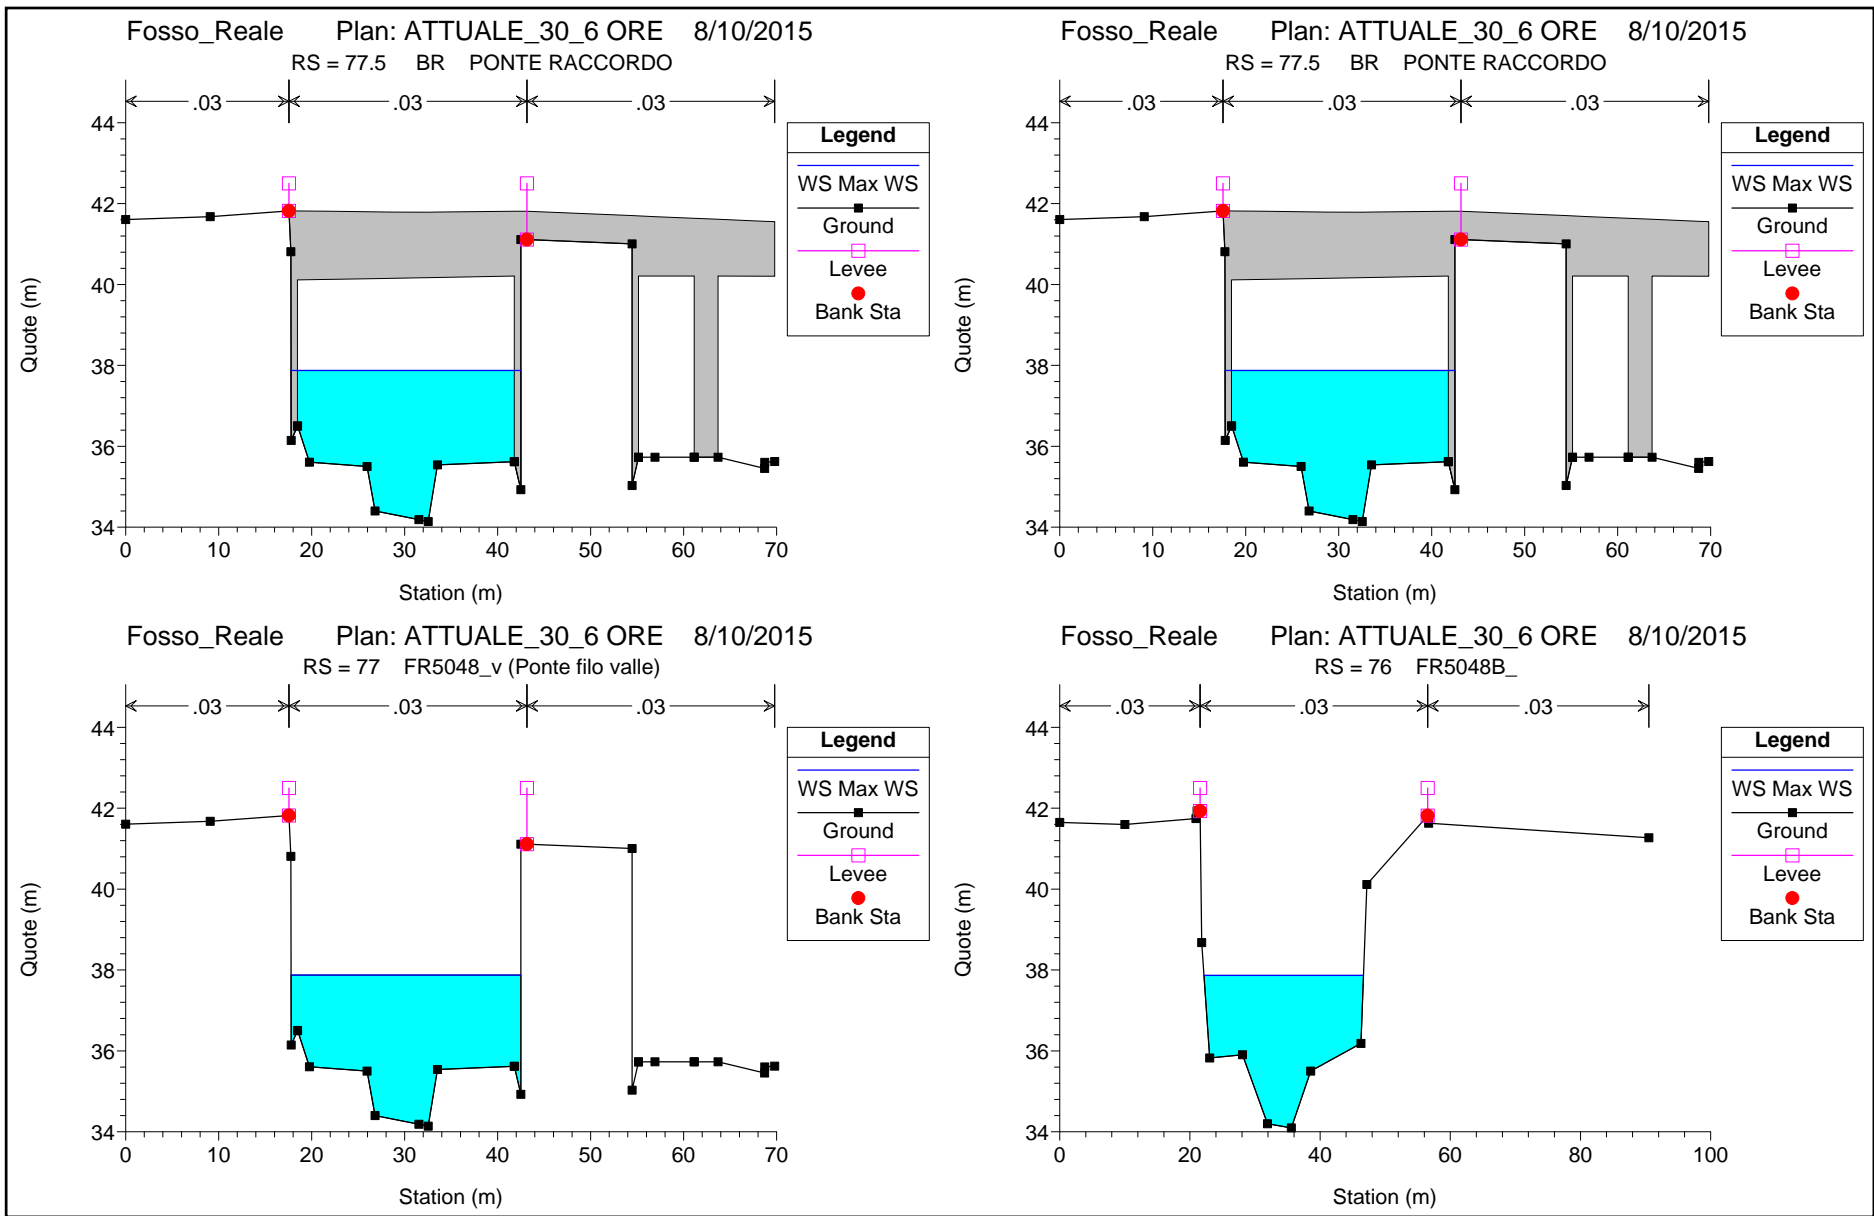 Fosso_Reale Plan: ATTUALE_30_6 ORE 8/10/2015
RS = 77.5 BR PONTE RACCORDO
.03 .03 .03
44
42
40
38
36
34
Quote (m)
0 10 20 30 40 50 60 70
Station (m)
Legend
WS Max WS
Ground
Levee
Bank Sta
Fosso_Reale Plan: ATTUALE_30_6 ORE 8/10/2015
RS = 77.5 BR PONTE RACCORDO
.03 .03 .03
44
42
40
38
36
34
Quote (m)
0 10 20 30 40 50 60 70
Station (m)
Legend
WS Max WS
Ground
Levee
Bank Sta
Fosso_Reale Plan: ATTUALE_30_6 ORE 8/10/2015
RS = 77 FR5048_v (Ponte filo valle)
.03 .03 .03
44
42
40
38
36
34
Quote (m)
0 10 20 30 40 50 60 70
Station (m)
Legend
WS Max WS
Ground
Levee
Bank Sta
Fosso_Reale Plan: ATTUALE_30_6 ORE 8/10/2015
RS = 76 FR5048B_
.03 .03 .03
44
42
40
38
36
34
Quote (m)
0 20 40 60 80 100
Station (m)
Legend
WS Max WS
Ground
Levee
Bank Sta